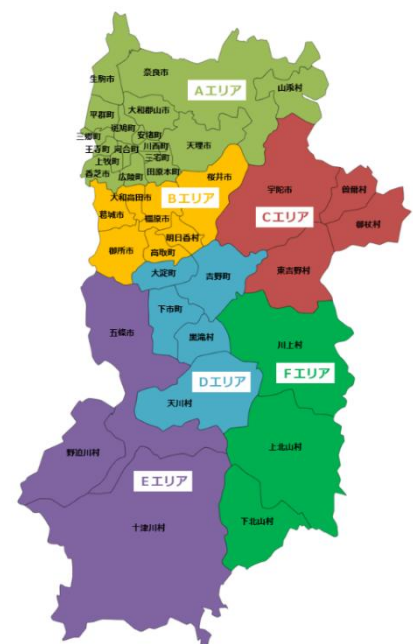 奈良市
生駒市
Aエリア
山添村
平群町
大和郡山市
斑鳩町
安堵町
三郷町
川西町
王寺町
河合町
三宅町
天理市
上牧町
田原本町
香芝市
広陵町
桜井市
大和高田市
Bエリア
宇陀市
曽爾村
葛城市
橿原市
Cエリア
御杖村
明日香村
御所市
高取町
大淀町
吉野町
東吉野村
下市町
五條市
黒滝村
川上村
Dエリア
Fエリア
天川村
上北山村
野迫川村
Eエリア
十津川村
下北山村